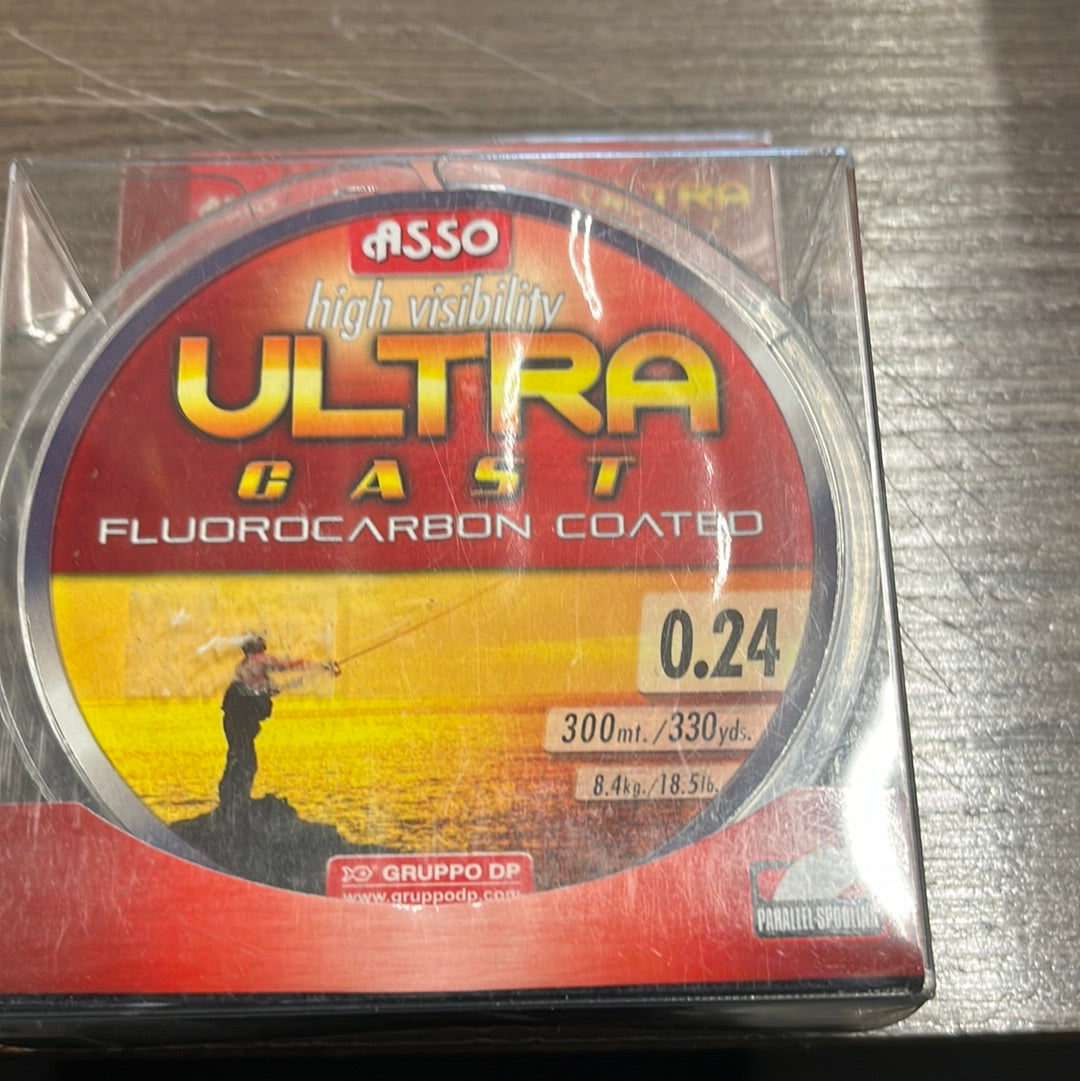 ULTRA
ASSO
high visibility
ULTRA
CAST
FLUOROCARBON COATED
0.24
300mt./330yds.
8.4kg./18.5lb.
GRUPPO DP
www.gruppodp.com
PARALLEL SPOOLING